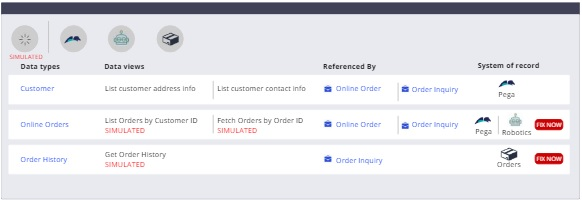 SIMULATED
Data types Data views Referenced By System of record
Customer List customer address info List customer contact info Online Order Order Inquiry Pega
Online Orders List Orders by Customer ID Fetch Orders by Order ID Online Order Order Inquiry FIX NOW
SIMULATED SIMULATED Pega Robotics
Order History Get Order History Order Inquiry FIX NOW
SIMULATED Orders